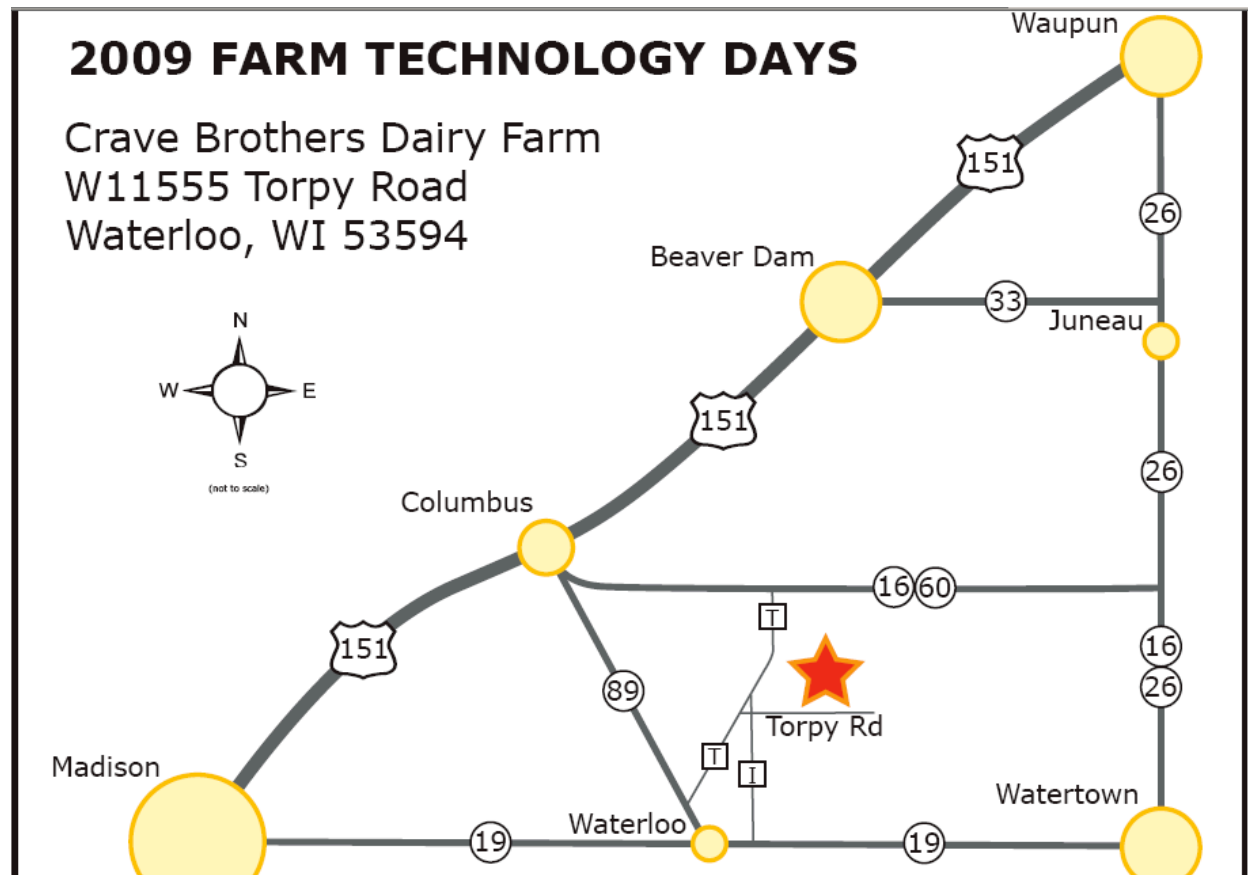 Waupun
2009 FARM TECHNOLOGY DAYS
Crave Brothers Dairy Farm
W11555 Torpy Road
Waterloo, WI 53594
151
26
Beaver Dam
33
Juneau
N
W E
S
(not to scale)
151
26
Columbus
16 60
T
151
89
16
26
Torpy Rd
T
I
Madison
Watertown
Waterloo
19
19